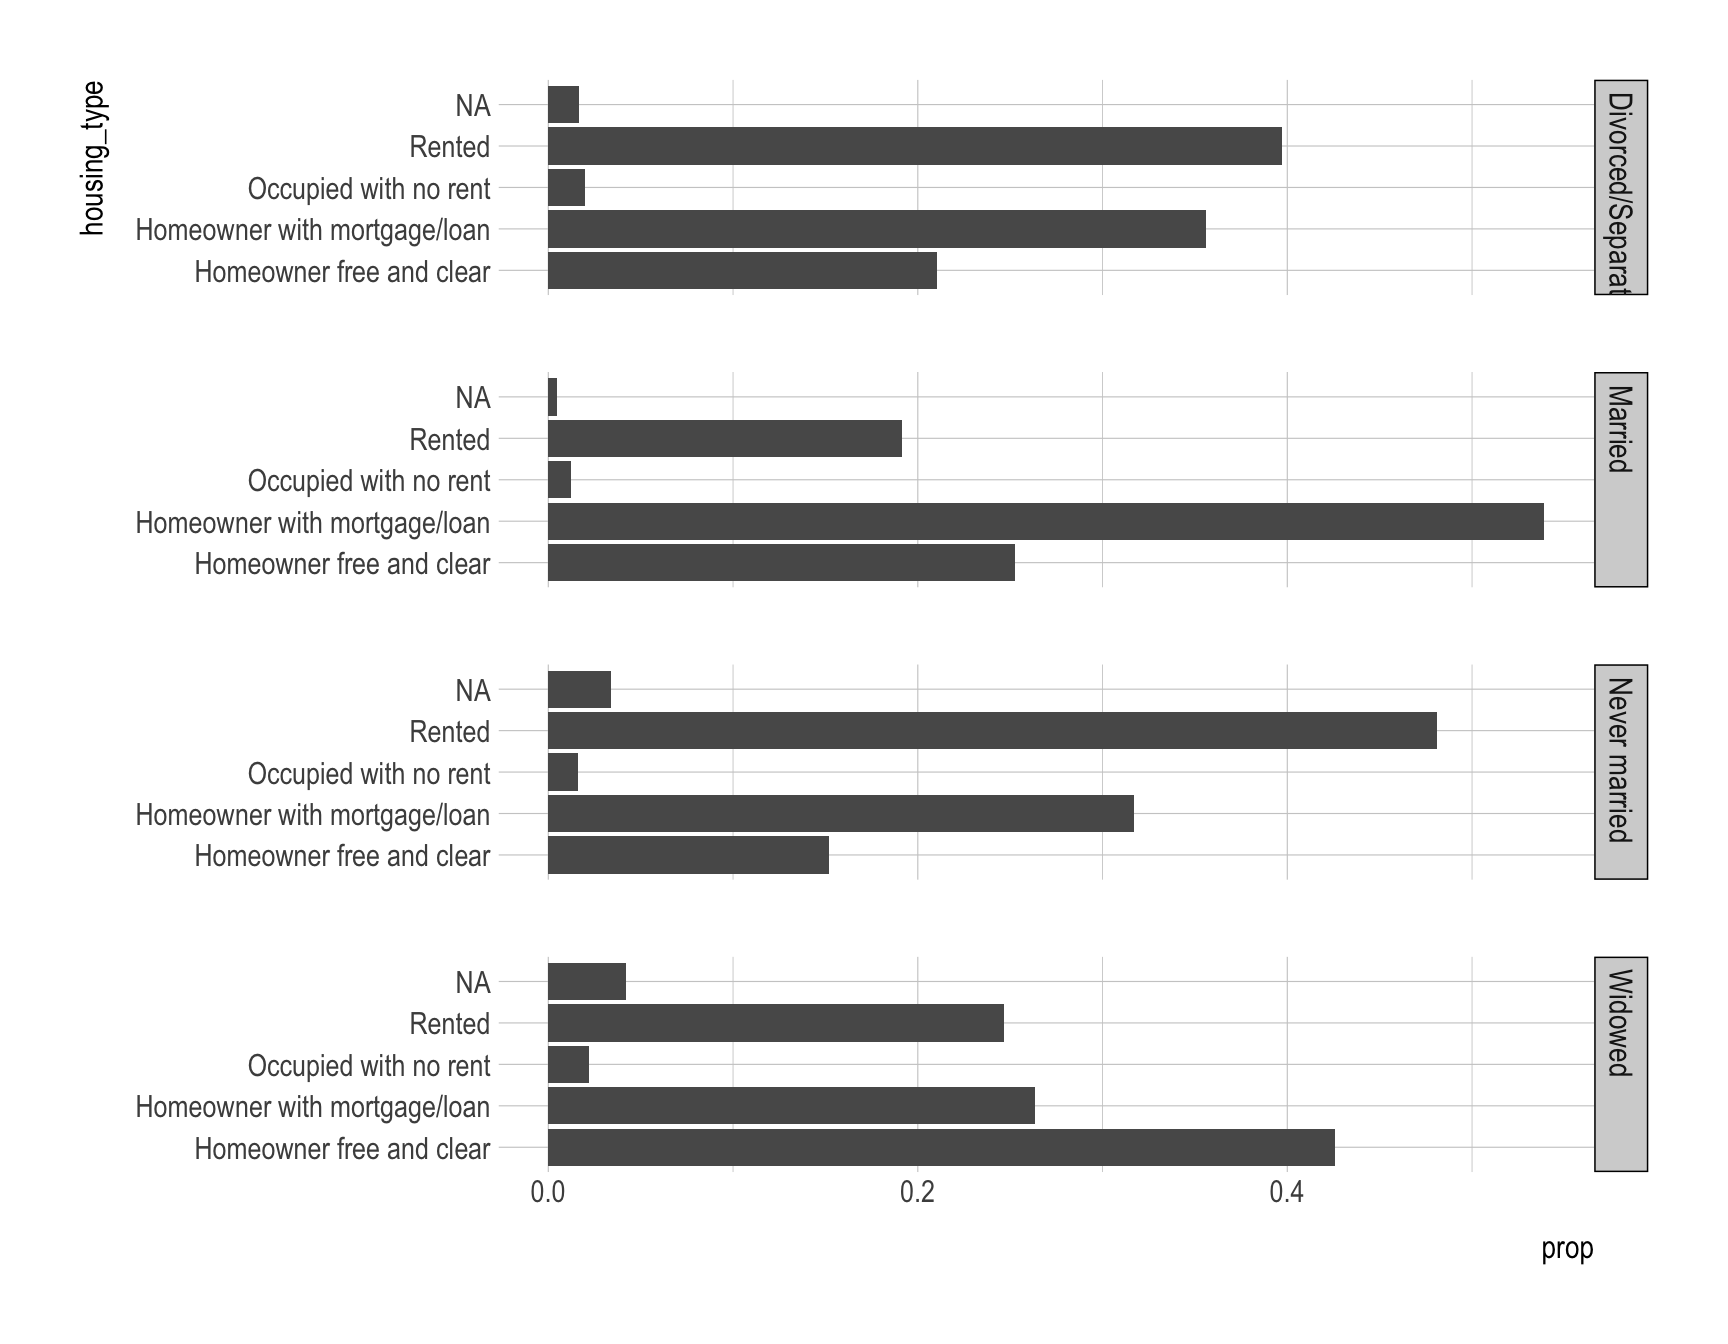 housing_type
NA
Rented
Occupied with no rent
Homeowner with mortgage/loan
Homeowner free and clear
Divorced/Separat
NA
Rented
Occupied with no rent
Homeowner with mortgage/loan
Homeowner free and clear
Married
NA
Rented
Occupied with no rent
Homeowner with mortgage/loan
Homeowner free and clear
Never married
NA
Rented
Occupied with no rent
Homeowner with mortgage/loan
Homeowner free and clear
Widowed
0.0 0.2 0.4
prop